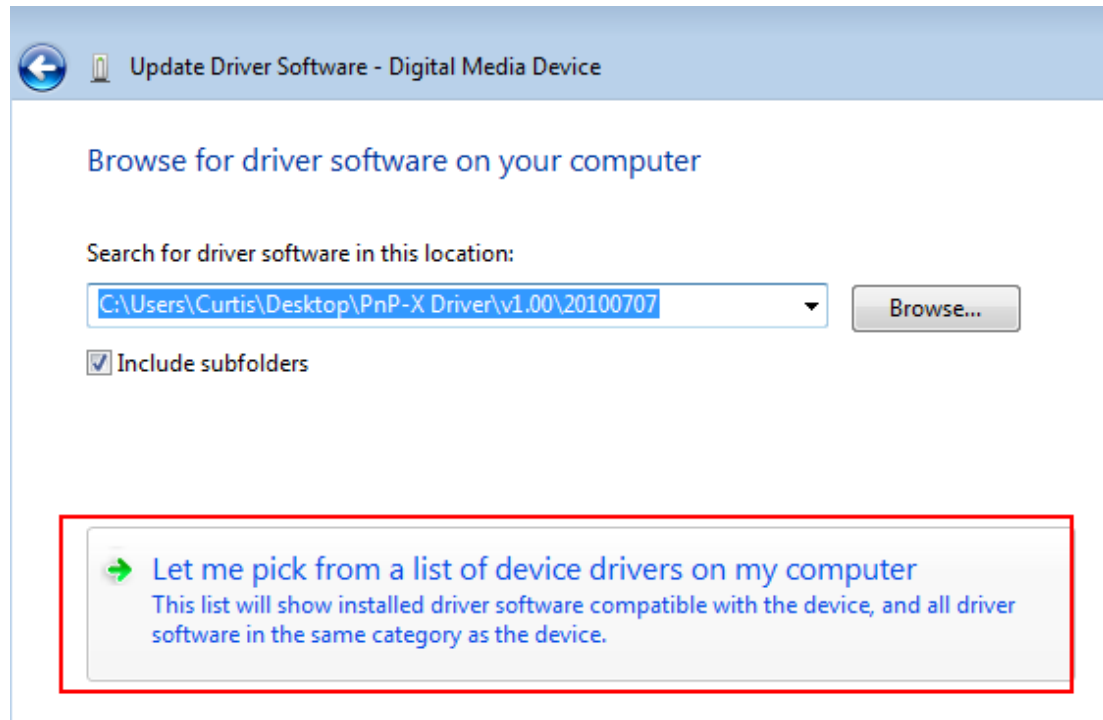 Update Driver Software - Digital Media Device
Browse for driver software on your computer
Search for driver software in this location:
C:\Users\Curtis\Desktop\PnP-X Driver\v1.00\20100707
Browse...
Include subfolders
Let me pick from a list of device drivers on my computer
This list will show installed driver software compatible with the device, and all driver
software in the same category as the device.